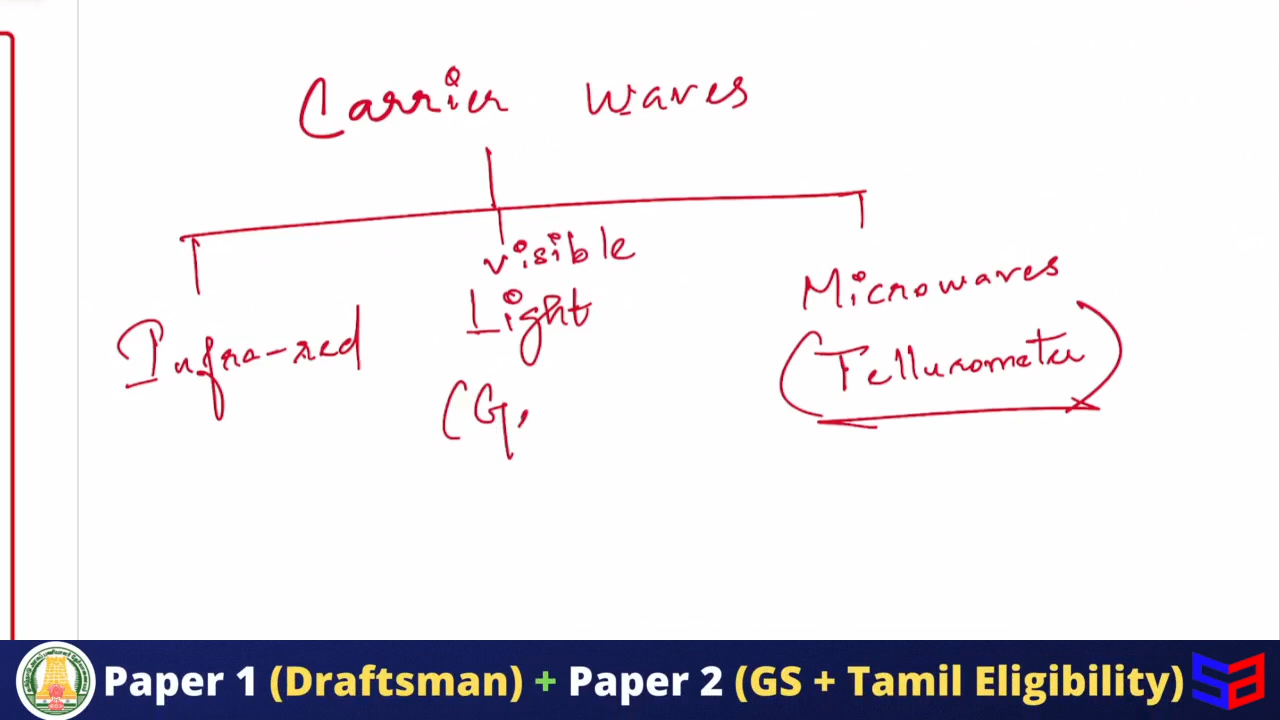 Carrier waves
Infra-red
visible
Light
(G,
Microwaves
(Tellurometer)
Paper 1 (Draftsman) + Paper 2 (GS + Tamil Eligibility)